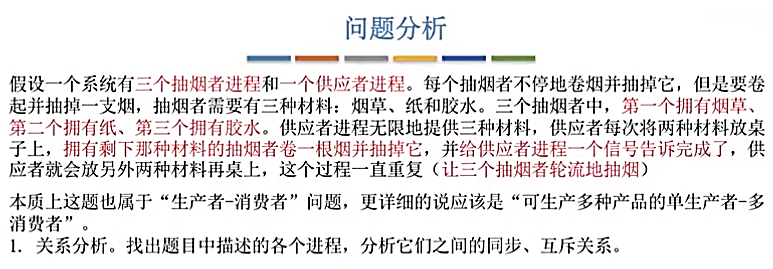 问题分析
假设一个系统有三个抽烟者进程和一个供应者进程。每个抽烟者不停地卷烟并抽掉它，但是要卷
起并抽掉一支烟，抽烟者需要有三种材料：烟草、纸和胶水。三个抽烟者中，第一个拥有烟草、
第二个拥有纸、第三个拥有胶水。供应者进程无限地提供三种材料，供应者每次将两种材料放桌
子上，拥有剩下那种材料的抽烟者卷一根烟并抽掉它，并给供应者进程一个信号告诉完成了，供
应者就会放另外两种材料再桌上，这个过程一直重复（让三个抽烟者轮流地抽烟）
本质上这题也属于“生产者-消费者”问题，更详细的说应该是“可生产多种产品的单生产者-多
消费者”。
1. 关系分析。找出题目中描述的各个进程，分析它们之间的同步、互斥关系。